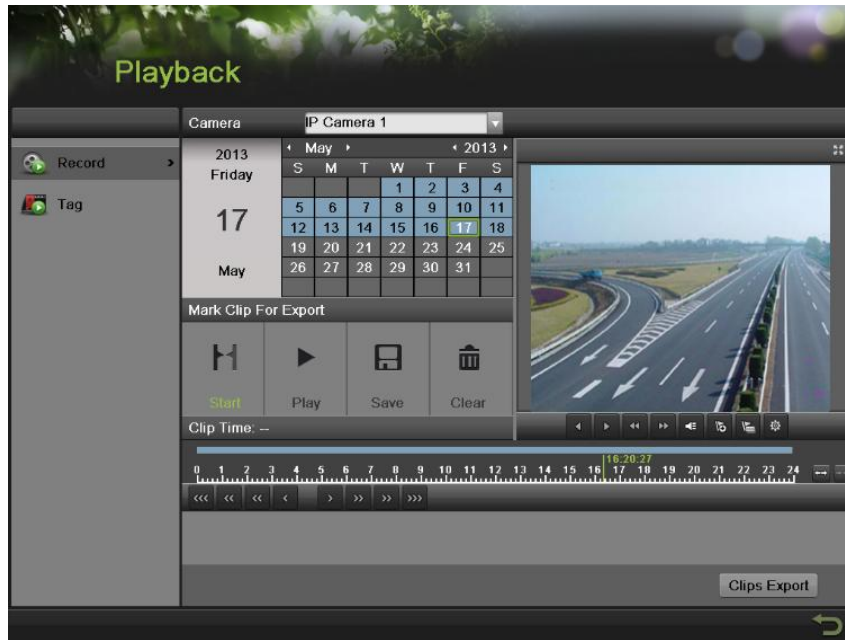 Playback
Camera
IP Camera 1
Record
Tag
2013
Friday
17
May
May
2013
S M T W T F S
1 2 3 4
5 6 7 8 9 10 11
12 13 14 15 16 17 18
19 20 21 22 23 24 25
26 27 28 29 30 31
Mark Clip For Export
Start Play Save Clear
Clip Time: --
16:20:27
0 1 2 3 4 5 6 7 8 9 10 11 12 13 14 15 16 17 18 19 20 21 22 23 24
Clips Export